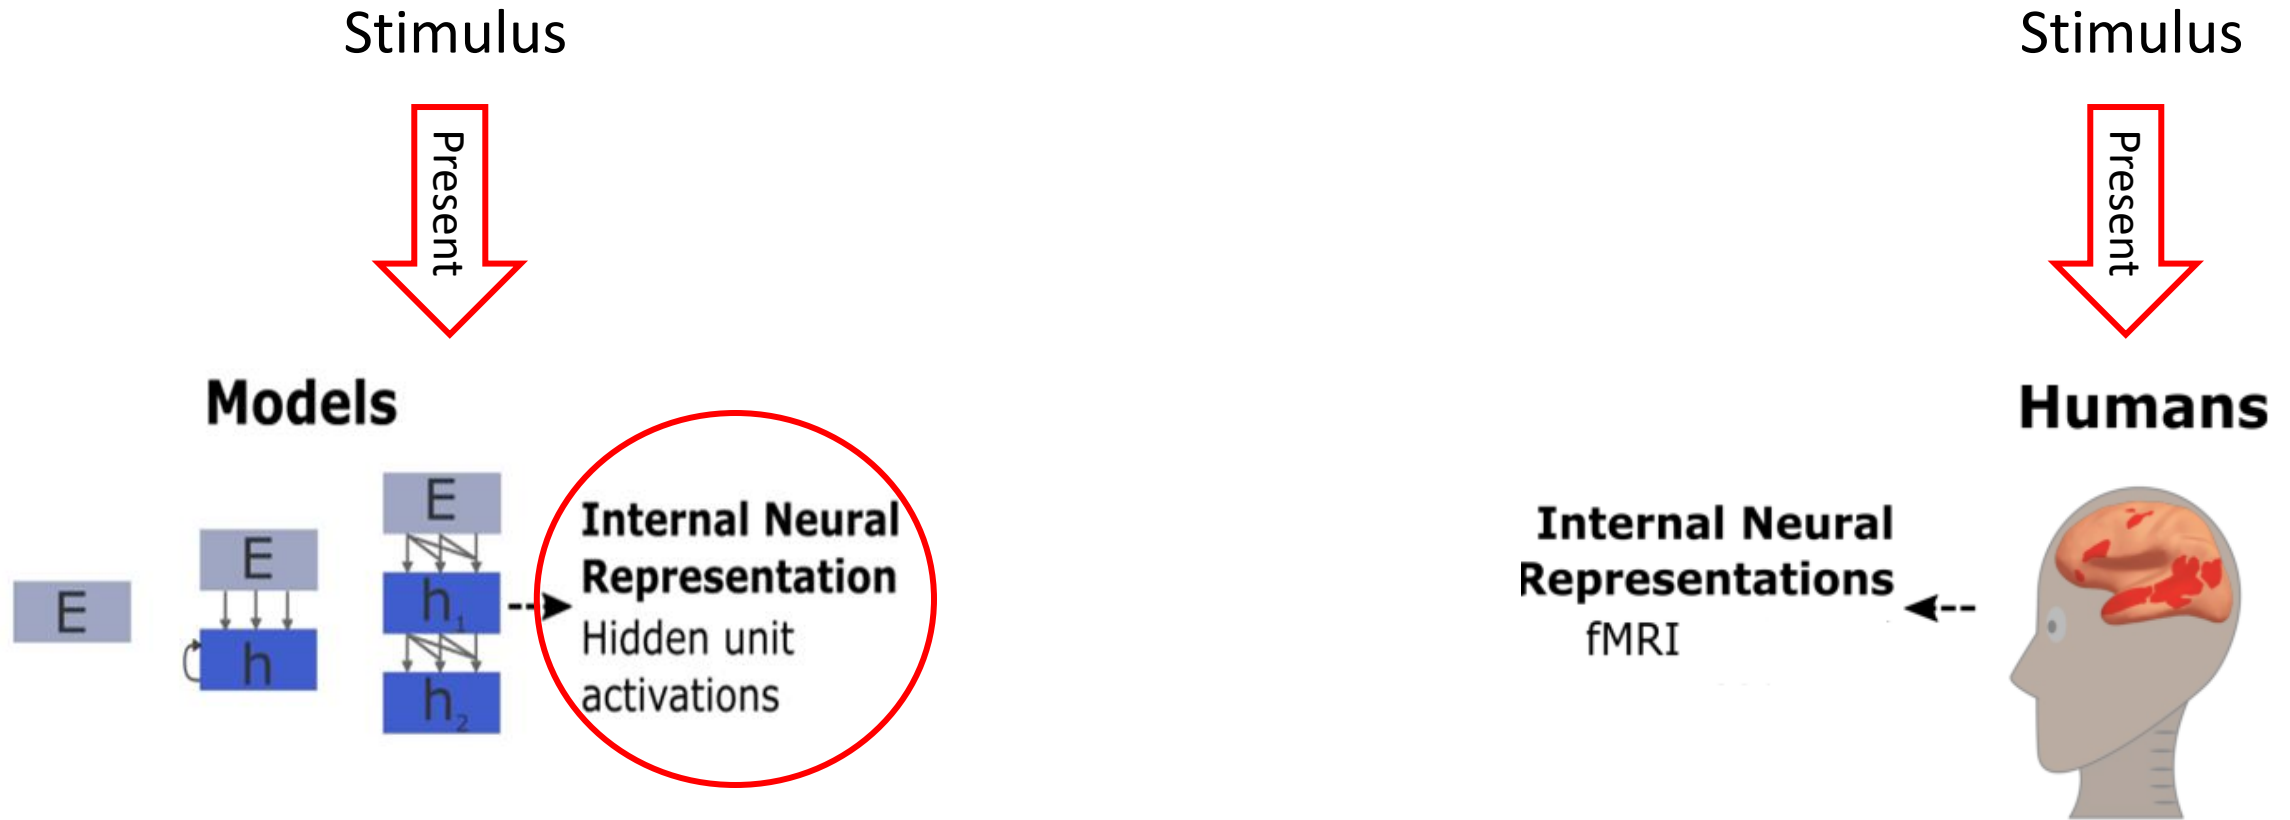 Stimulus
Stimulus
Present
Present
Models
Humans
E
E
h
E
h1
h2
Internal Neural
Representation
Hidden unit
activations
Internal Neural
Representations
fMRI